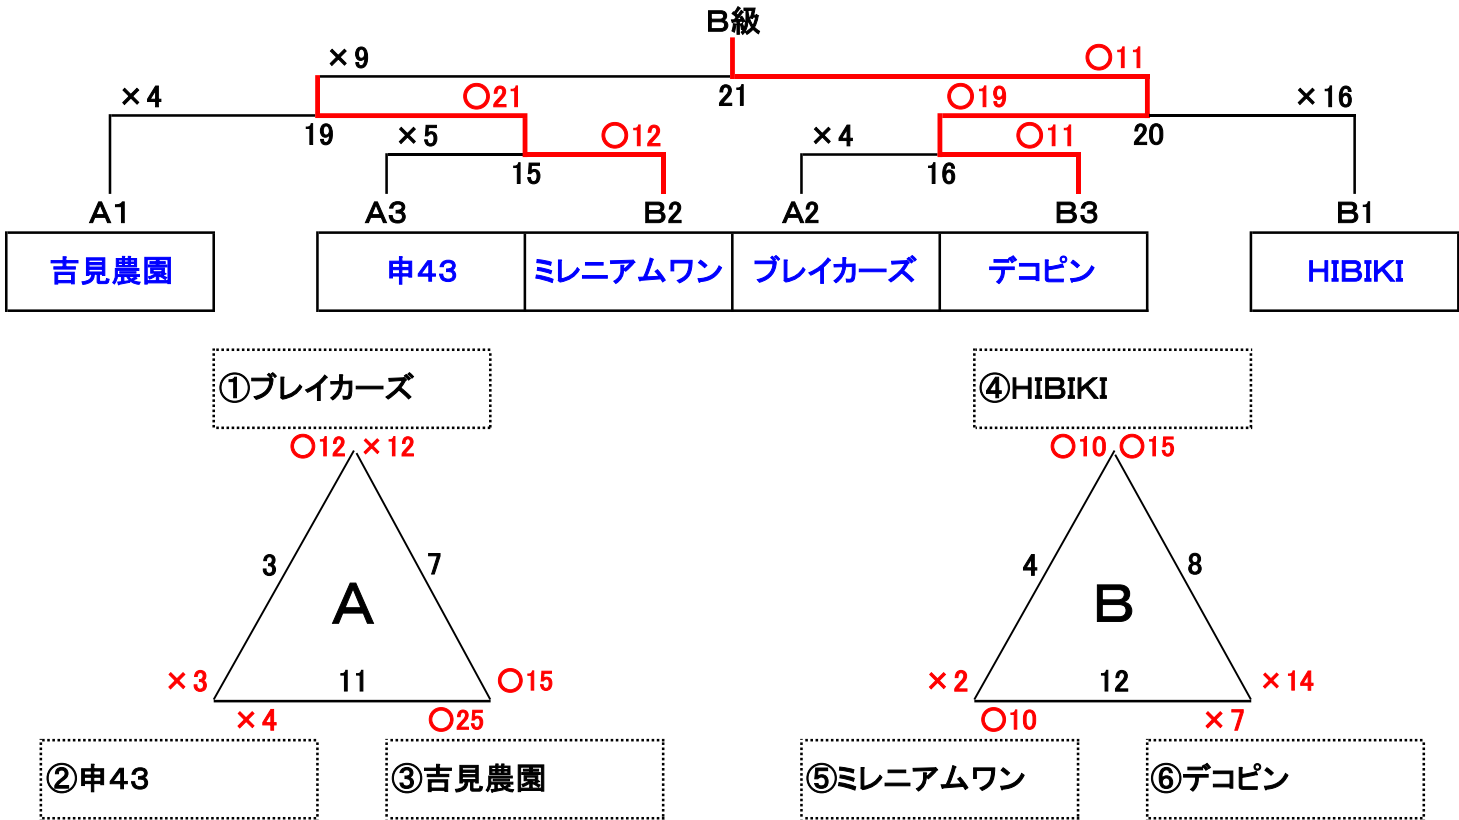 B級
×9 ○11
×4 ○21 21 ○19 ×16
19 ×5 ○12 ×4 ○11 20
15 16
A1 A3 B2 A2 B3 B1
吉見農園 申43 ミレニアムワン ブレイカーズ デコピン HIBIKI
①ブレイカーズ ④HIBIKI
○12 ×12 ○10 ○15
3 7 4 8
A B
×3 11 ○15 ×2 12 ×14
×4 ○25 ○10 ×7
②申43 ③吉見農園 ⑤ミレニアムワン ⑥デコピン